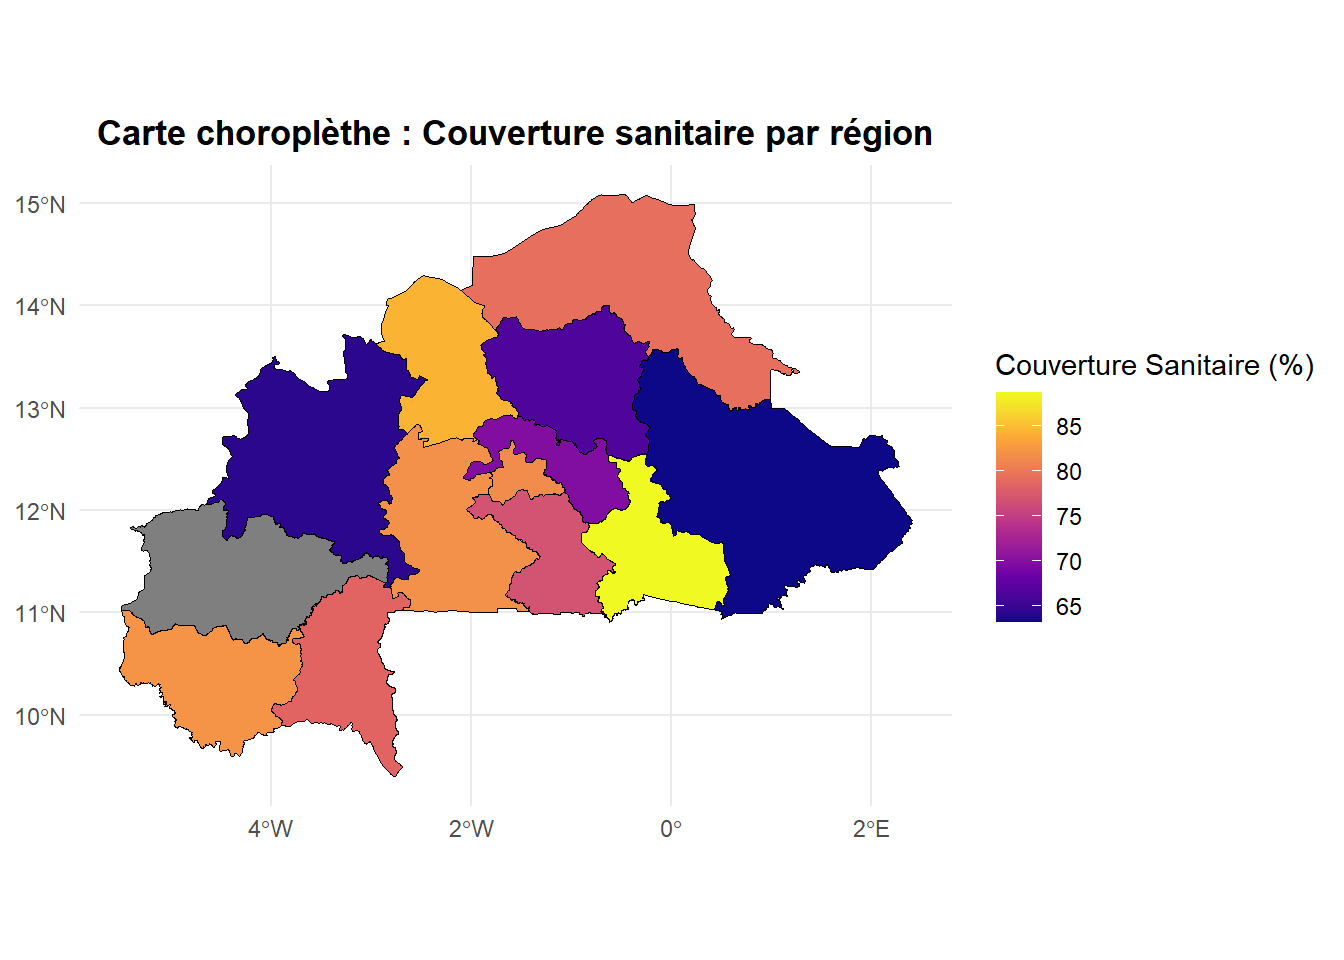 Carte choroplèthe : Couverture sanitaire par région
15°N
14°N
13°N
12°N
11°N
10°N
4°W
2°W
0°
2°E
Couverture Sanitaire (%)
85
80
75
70
65